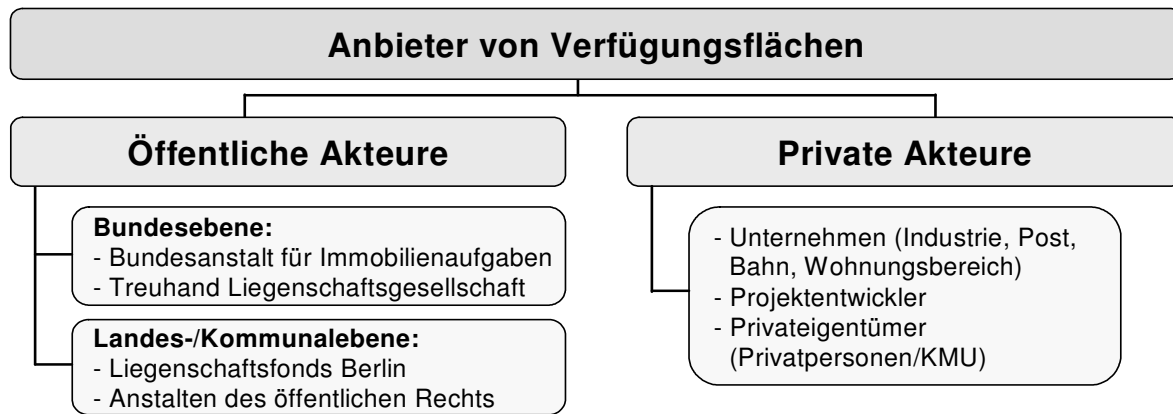 Anbieter von Verfügungsflächen
Öffentliche Akteure
Bundesebene:
- Bundesanstalt für Immobilienaufgaben
- Treuhand Liegenschaftsgesellschaft
Landes-/Kommunalebene:
- Liegenschaftsfonds Berlin
- Anstalten des öffentlichen Rechts
Private Akteure
- Unternehmen (Industrie, Post,
Bahn, Wohnungsbereich)
- Projektentwickler
- Privateigentümer
(Privatpersonen/KMU)